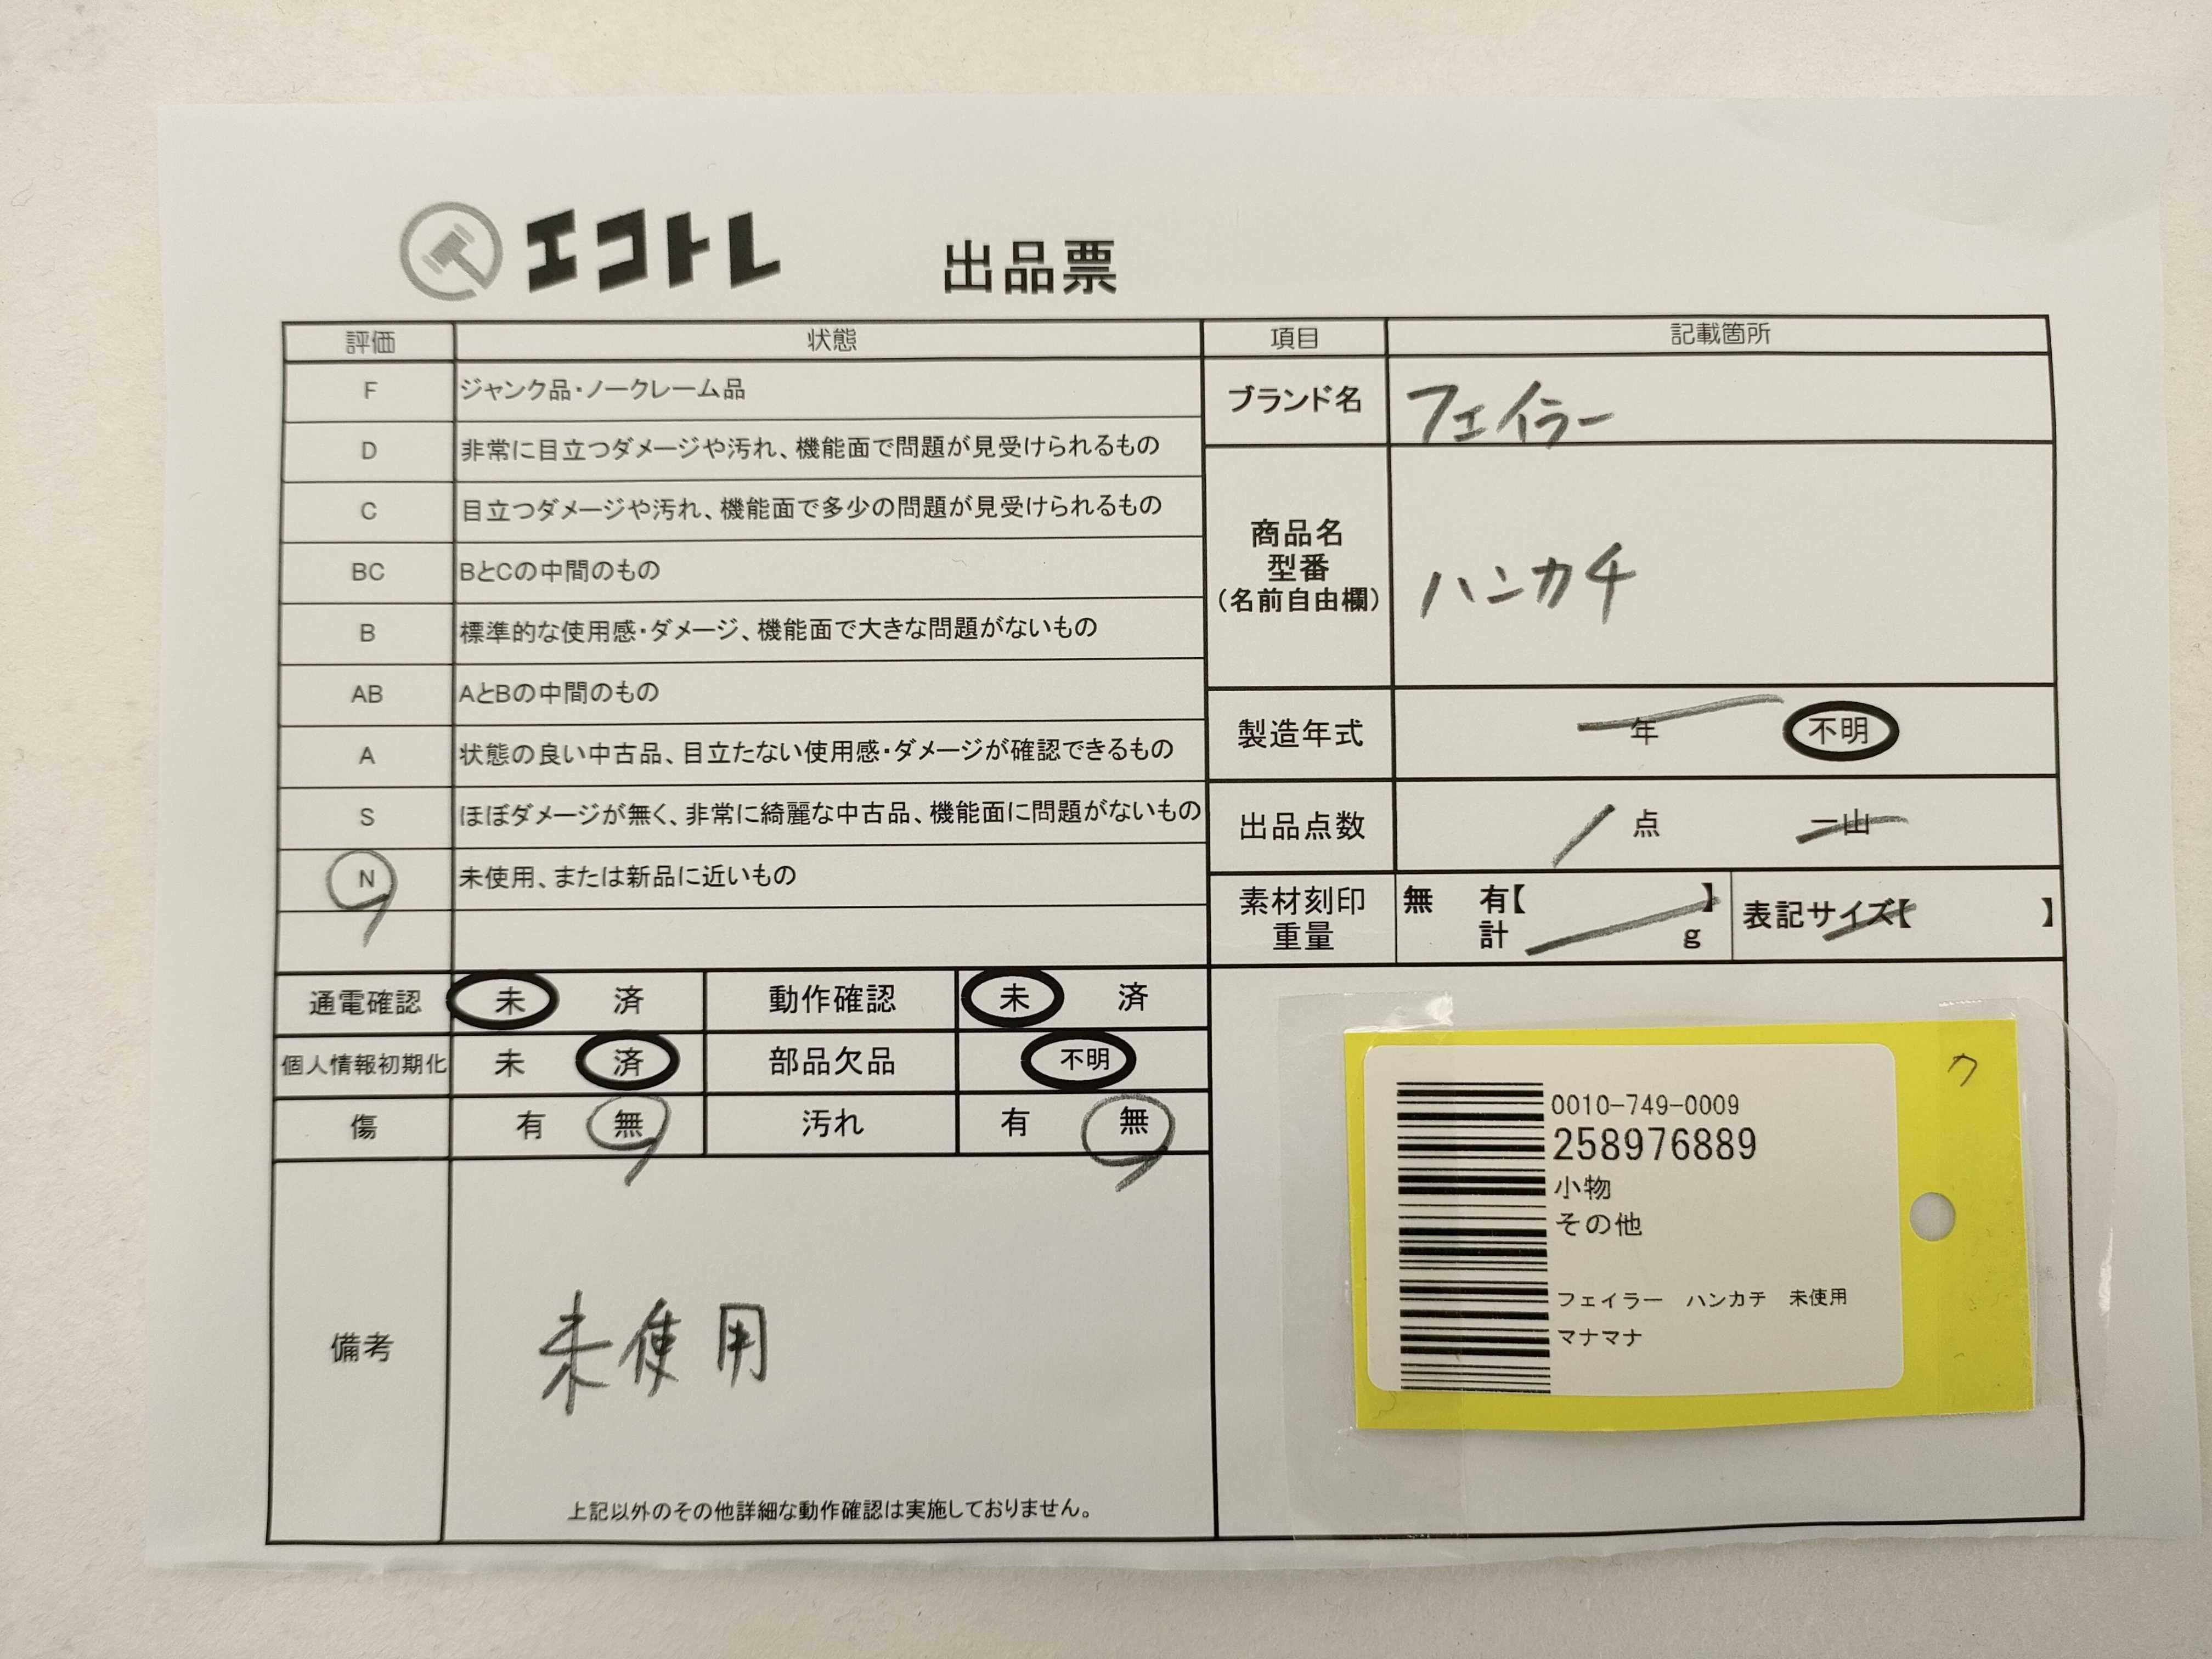 エコトレ 出品票
評価 状態
F ジャンク品・ノークレーム品
D 非常に目立つダメージや汚れ、機能面で問題が見受けられるもの
C 目立つダメージや汚れ、機能面で多少の問題が見受けられるもの
BC BとCの中間のもの
B 標準的な使用感・ダメージ、機能面で大きな問題がないもの
AB AとBの中間のもの
A 状態の良い中古品、目立たない使用感・ダメージが確認できるもの
S ほぼダメージが無く、非常に綺麗な中古品、機能面に問題がないもの
N 未使用、または新品に近いもの
項目 記載箇所
ブランド名 フェイラー
商品名
型番
(名前自由欄)
ハンカチ
製造年式 年 不明
出品点数 1 点 一山
素材刻印 無 有【 】
重量 計 g
表記サイズ【 】
通電確認 未 済 動作確認 未 済
個人情報初期化 未 済 部品欠品 不明
傷 有 無 汚れ 有 無
備考 未使用
上記以外のその他詳細な動作確認は実施しておりません。
ク
0010-749-0009
258976889
小物
その他
フェイラー ハンカチ 未使用
マナマナ